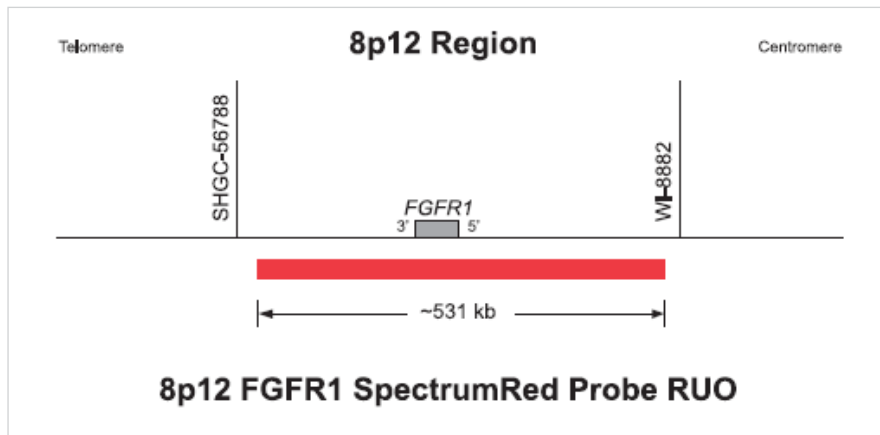 Telomere
8p12 Region
Centromere
SHGC-56788
WI-8882
FGFR1
3'
5'
~531 kb
8p12 FGFR1 SpectrumRed Probe RUO